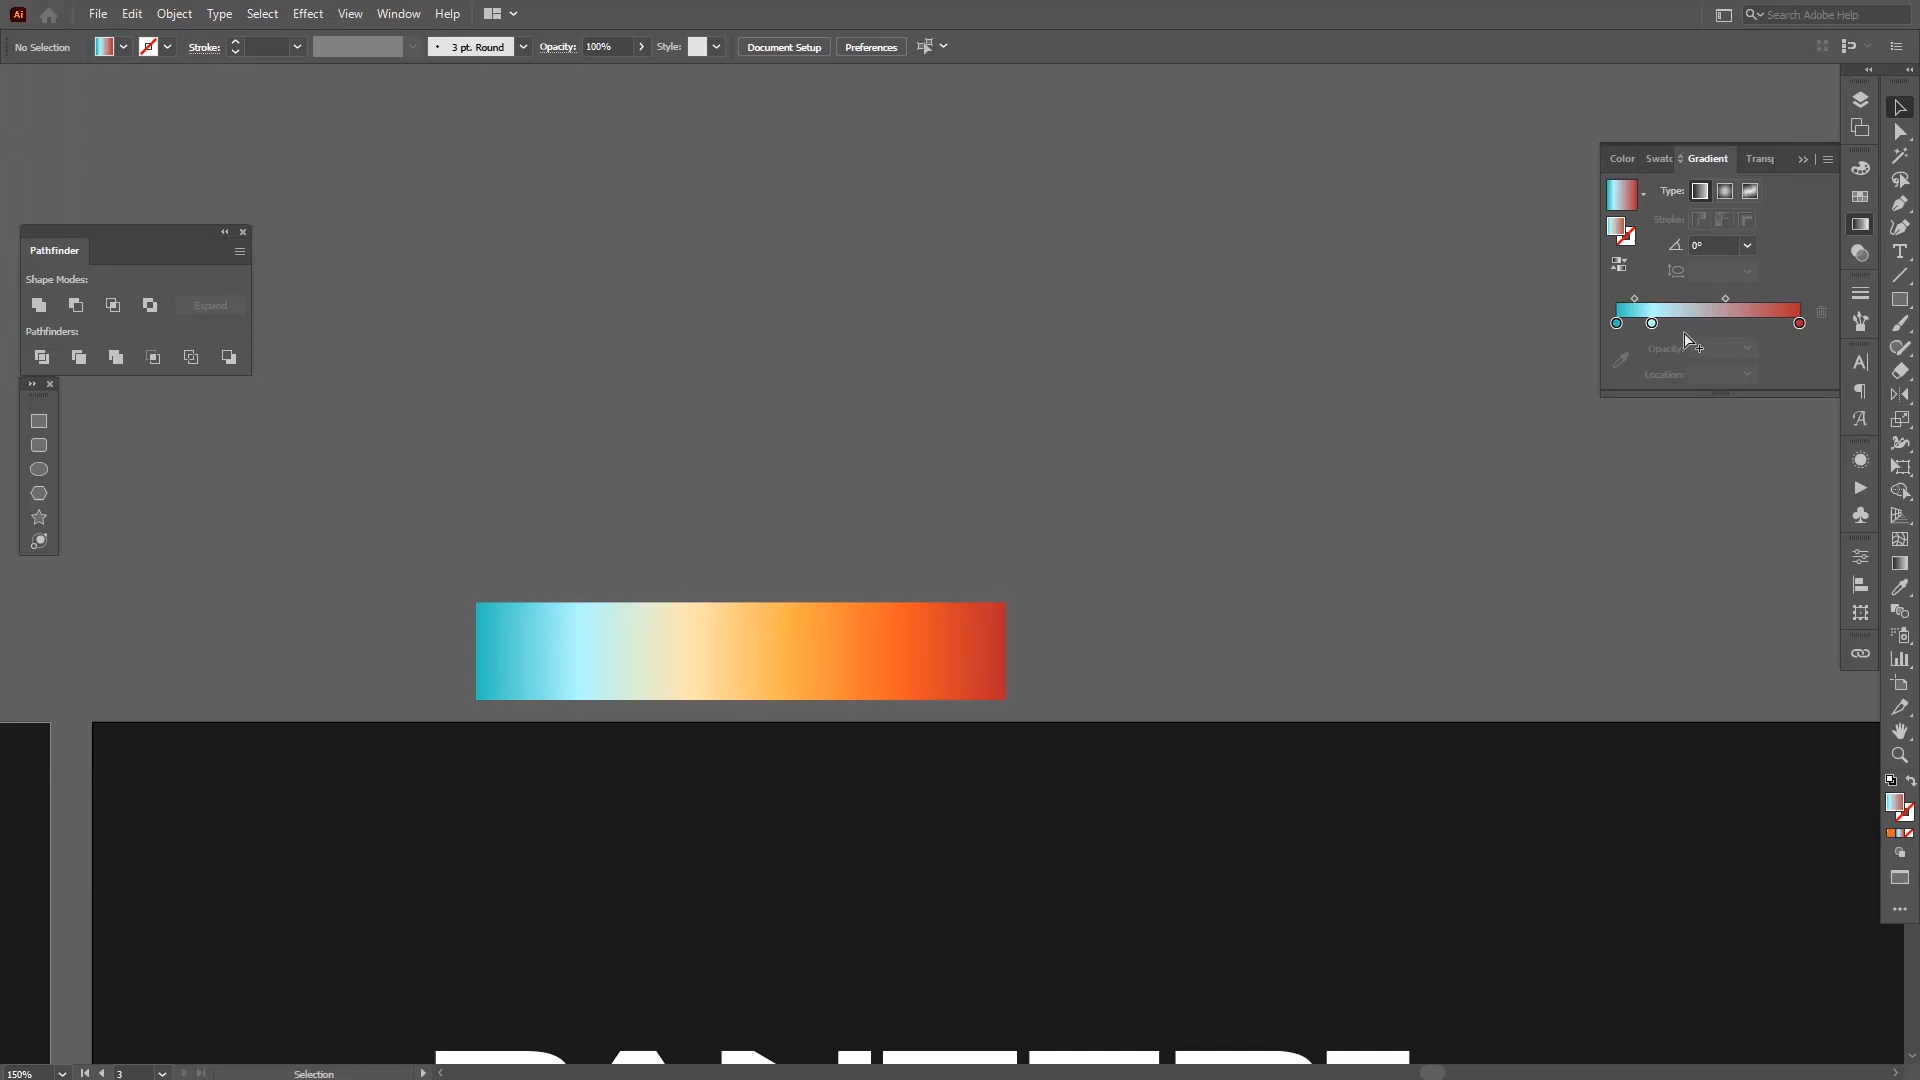 Ai File Edit Object Type Select Effect View Window Help Search Adobe Help
No Selection Stroke: 3 pt. Round Opacity: 100% Style: Document Setup Preferences
Color Swatc Gradient Transp
Type:
Stroke:
0°
Opacity:
Location:
Pathfinder
Shape Modes:
Expand
Pathfinders:
150% 3 Selection